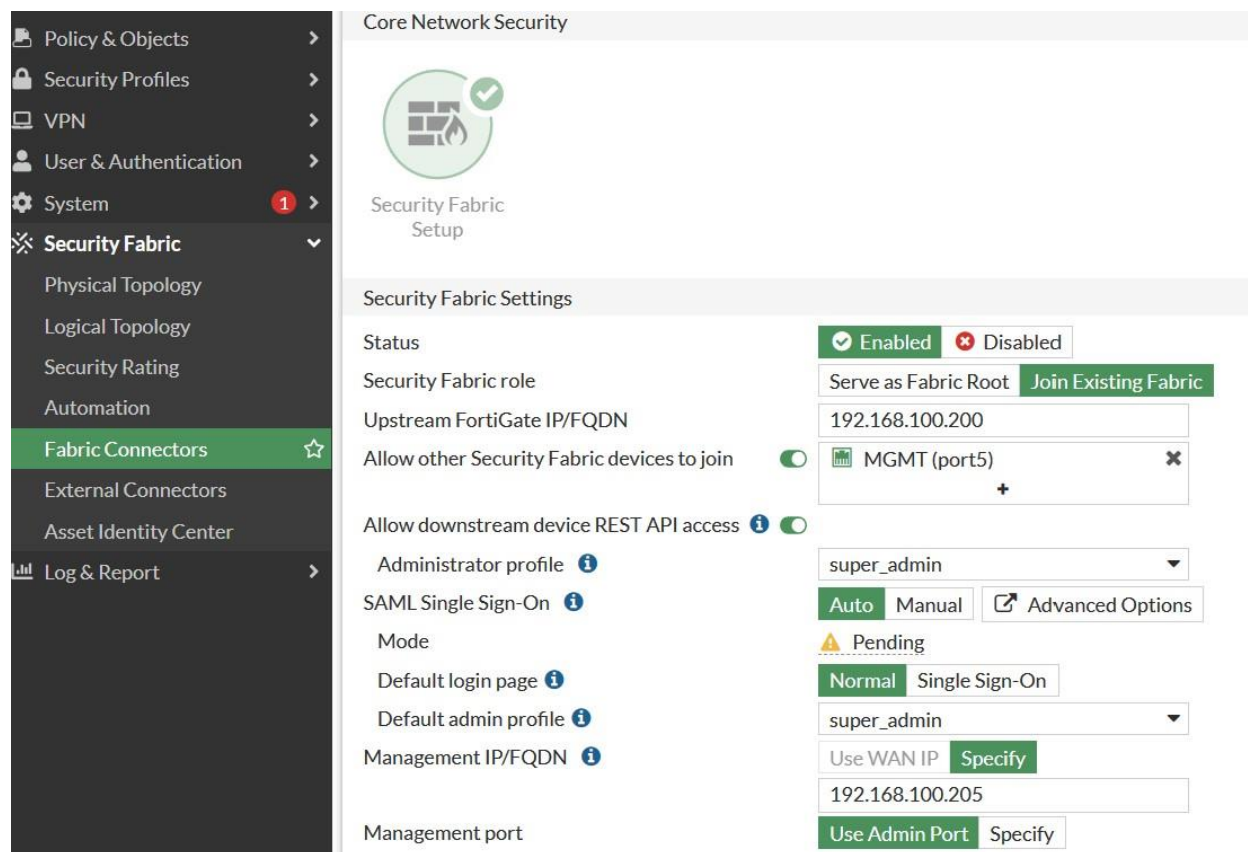 Core Network Security
Policy & Objects
Security Profiles
VPN
User & Authentication
System 1
Security Fabric
Physical Topology
Logical Topology
Security Rating
Automation
Fabric Connectors
External Connectors
Asset Identity Center
Log & Report
Security Fabric
Setup
Security Fabric Settings
Status Enabled Disabled
Security Fabric role Serve as Fabric Root Join Existing Fabric
Upstream FortiGate IP/FQDN 192.168.100.200
Allow other Security Fabric devices to join MGMT (port5)
Allow downstream device REST API access
Administrator profile super_admin
SAML Single Sign-On Auto Manual Advanced Options
Mode Pending
Default login page Normal Single Sign-On
Default admin profile super_admin
Management IP/FQDN Use WAN IP Specify
192.168.100.205
Management port Use Admin Port Specify